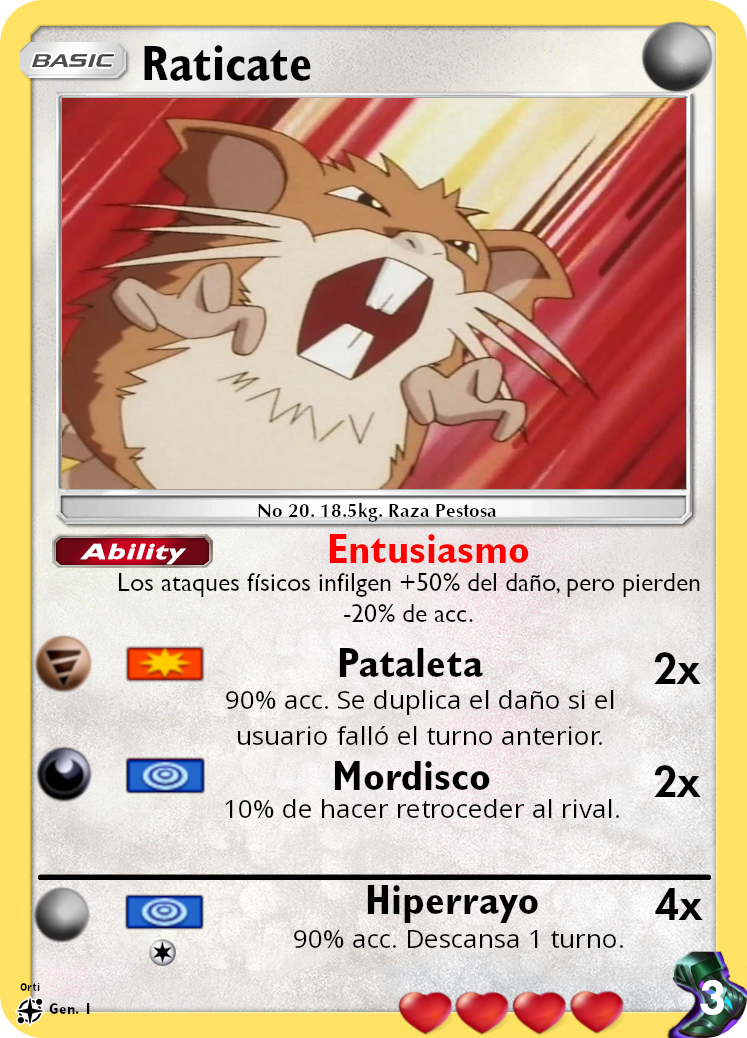 BASIC Raticate
No 20. 18.5kg. Raza Pestosa
Ability Entusiasmo
Los ataques físicos infilgen +50% del daño, pero pierden
-20% de acc.
Pataleta 2x
90% acc. Se duplica el daño si el
usuario falló el turno anterior.
Mordisco 2x
10% de hacer retroceder al rival.
Hiperrayo 4x
90% acc. Descansa 1 turno.
Orti
Gen. I
3